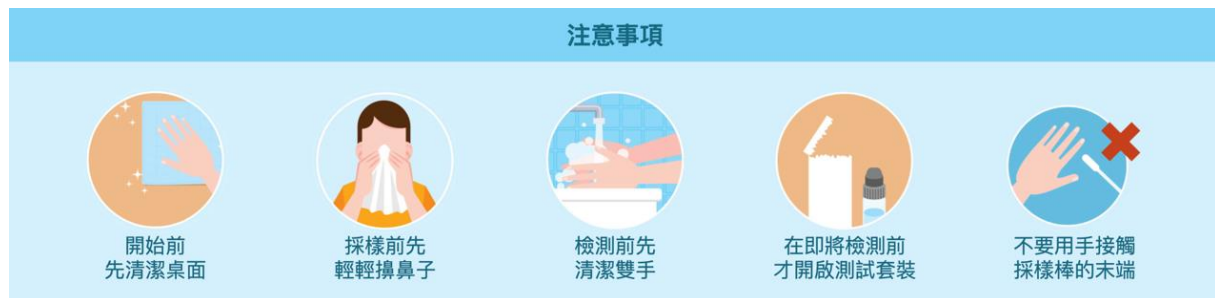 注意事項
開始前
先清潔桌面
採樣前先
輕輕擤鼻子
檢測前先
清潔雙手
在即將檢測前
才開啟測試套裝
不要用手接觸
採樣棒的末端